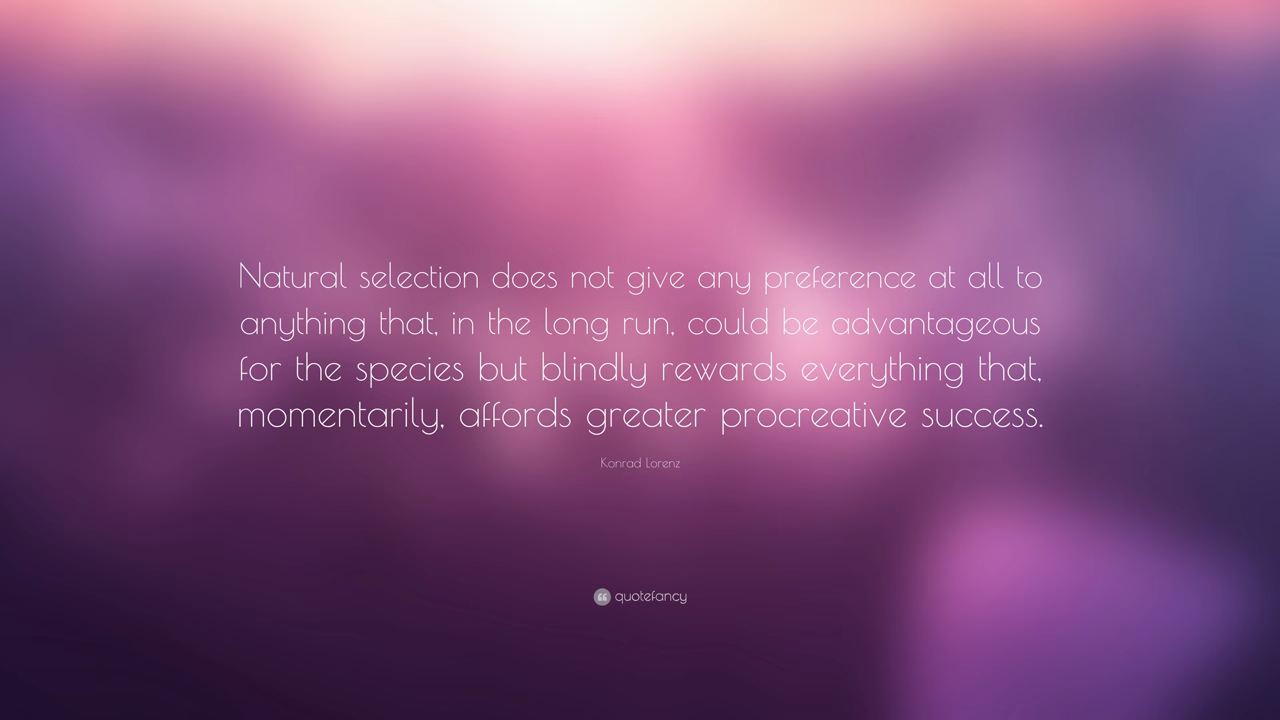 Natural selection does not give any preference at all to
anything that, in the long run, could be advantageous
for the species but blindly rewards everything that,
momentarily, affords greater procreative success.
Konrad Lorenz
quotefancy